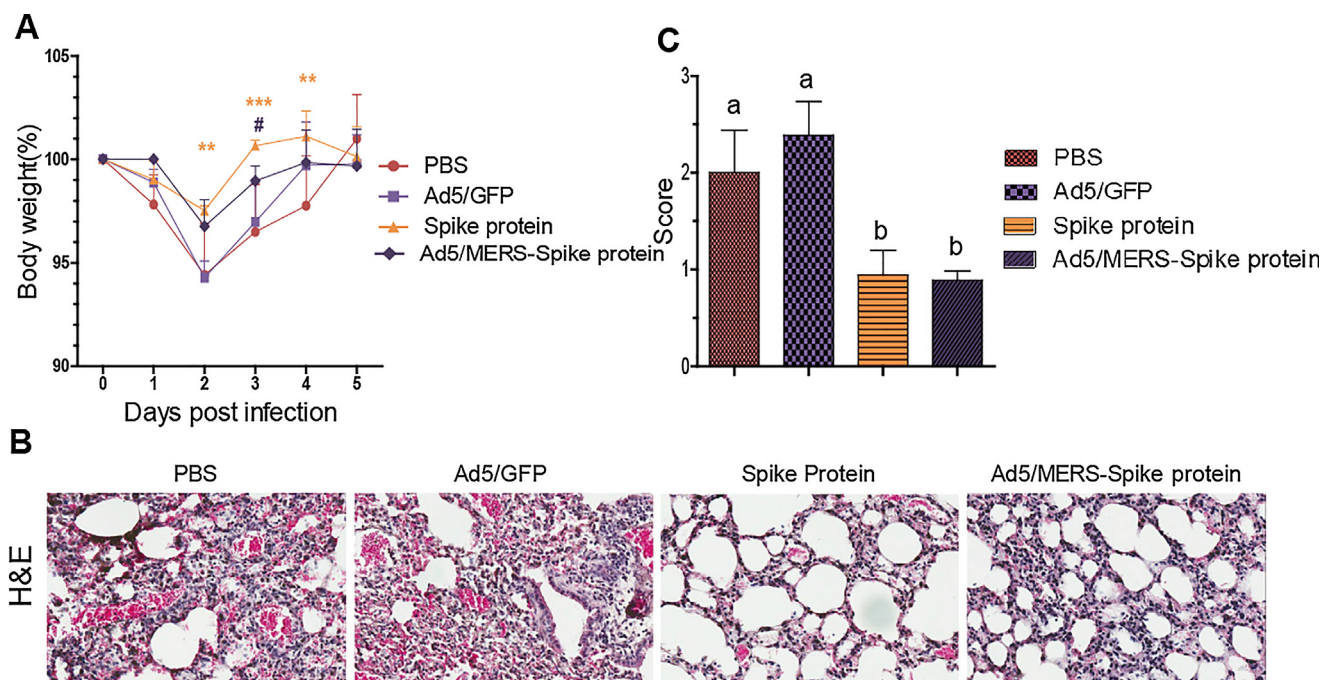 A
105
100
95
90
Body weight(%)
**
***
#
**
0 1 2 3 4 5
Days post infection
PBS
Ad5/GFP
Spike protein
Ad5/MERS-Spike protein
C
3
2
1
0
Score
a
a
b
b
PBS
Ad5/GFP
Spike protein
Ad5/MERS-Spike protein
B
PBS Ad5/GFP Spike Protein Ad5/MERS-Spike protein
H&E